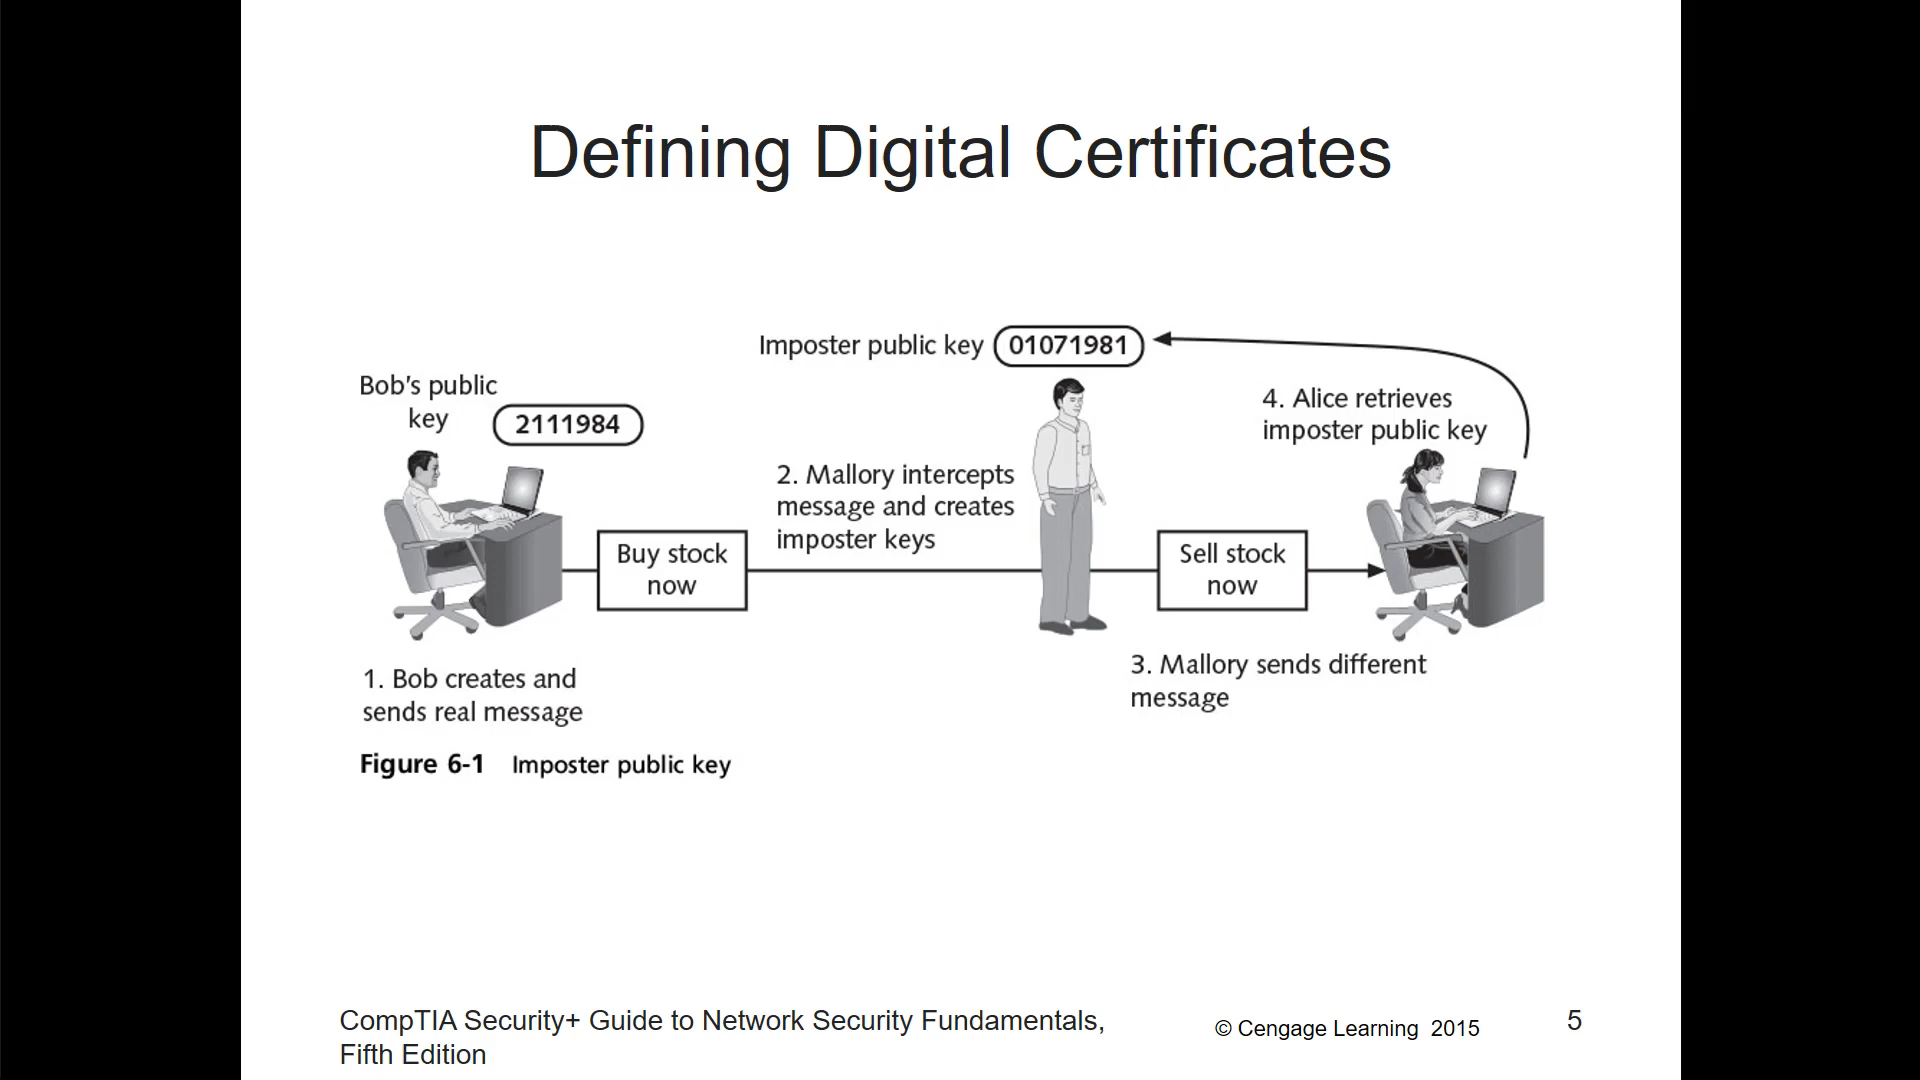 Defining Digital Certificates
Imposter public key 01071981
Bob's public
key 2111984
4. Alice retrieves
imposter public key
2. Mallory intercepts
message and creates
imposter keys
Buy stock
now
Sell stock
now
1. Bob creates and
sends real message
3. Mallory sends different
message
Figure 6-1 Imposter public key
CompTIA Security+ Guide to Network Security Fundamentals,
Fifth Edition
© Cengage Learning 2015
5